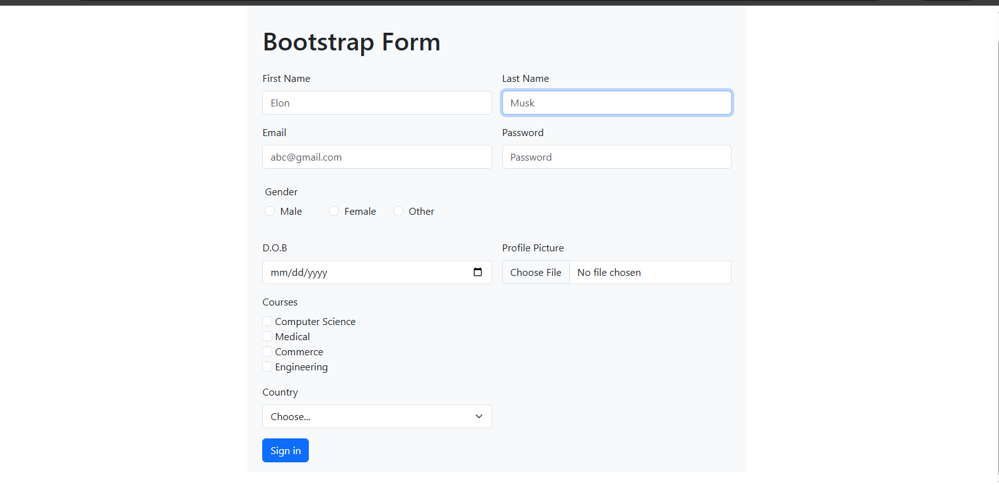 Bootstrap Form
First Name Last Name
Elon Musk
Email Password
abc@gmail.com Password
Gender
Male Female Other
D.O.B Profile Picture
mm/dd/yyyy Choose File No file chosen
Courses
Computer Science
Medical
Commerce
Engineering
Country
Choose...
Sign in